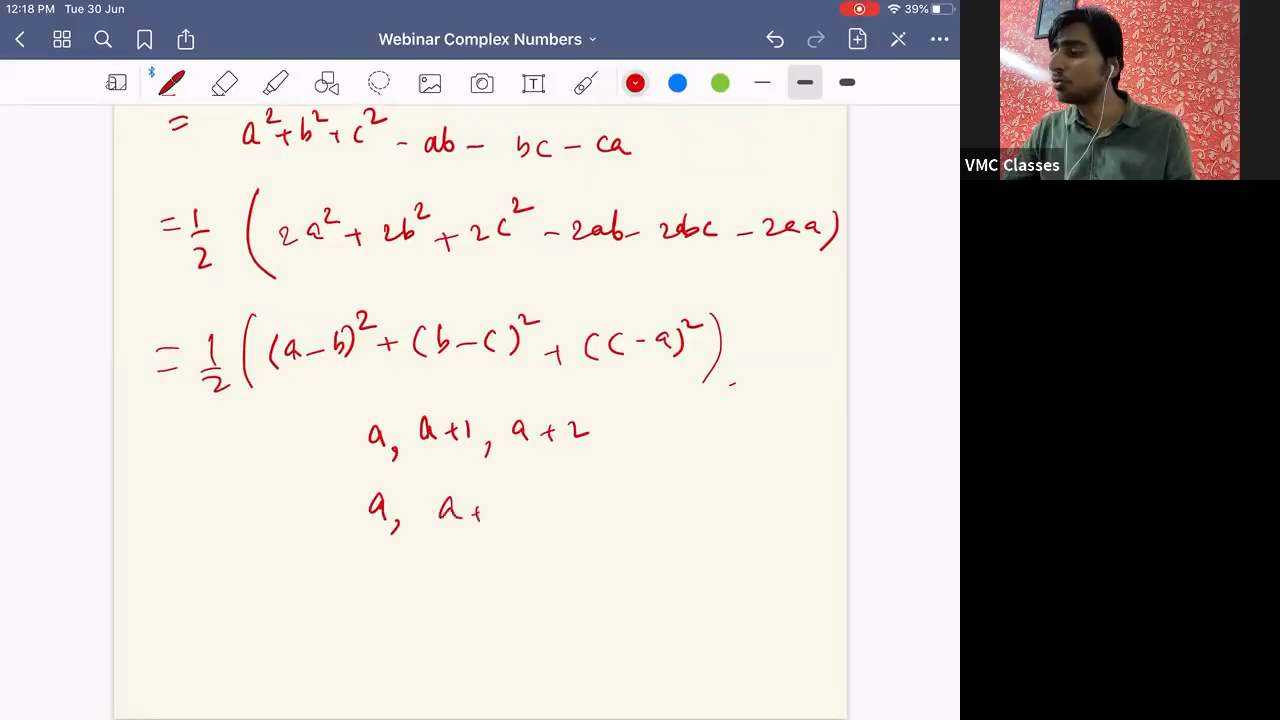 12:18 PM Tue 30 Jun
39%
Webinar Complex Numbers
VMC Classes
= a² + b² + c² - ab - bc - ca
= 1/2 ( 2a² + 2b² + 2c² - 2ab - 2bc - 2ca )
= 1/2 ( (a-b)² + (b-c)² + (c-a)² ).
a, a+1, a+2
a, a+